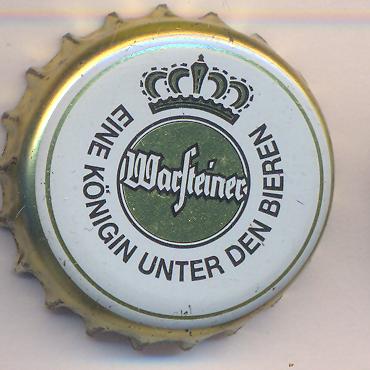 Warsteiner
EINE KÖNIGIN UNTER DEN BIEREN